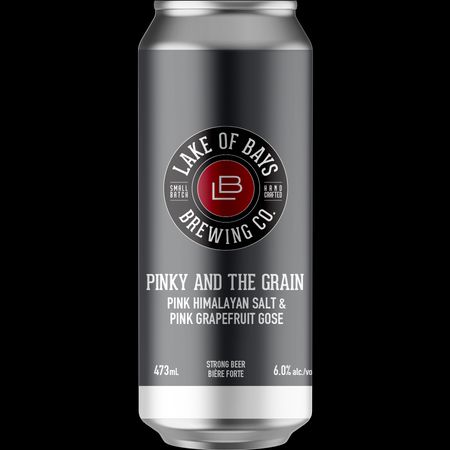 LAKE OF BAYS
SMALL BATCH
LB
HAND CRAFTED
BREWING CO.
PINKY AND THE GRAIN
PINK HIMALAYAN SALT &
PINK GRAPEFRUIT GOSE
STRONG BEER
473mL
BIÈRE FORTE
6.0% alc./vo